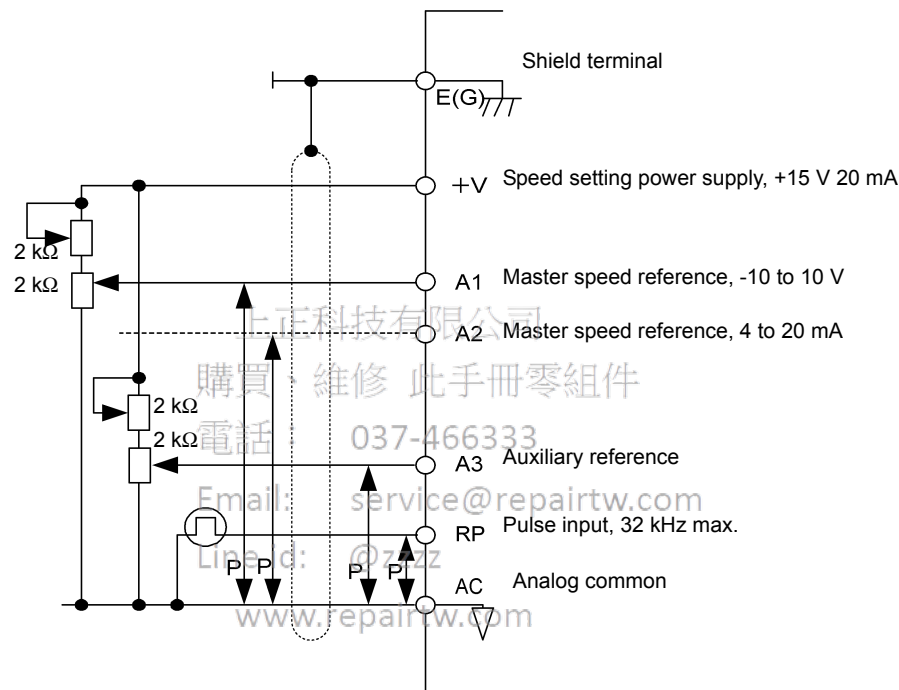 Shield terminal
E(G)
+V Speed setting power supply, +15 V 20 mA
2 kΩ
2 kΩ
A1 Master speed reference, -10 to 10 V
上正科技有限公司
A2 Master speed reference, 4 to 20 mA
購買、維修 此手冊零組件
2 kΩ
2 kΩ
電話： 037-466333
A3 Auxiliary reference
Email: service@repairtw.com
RP Pulse input, 32 kHz max.
Line id: @zzzz
P P P P
AC Analog common
www.repairtw.com